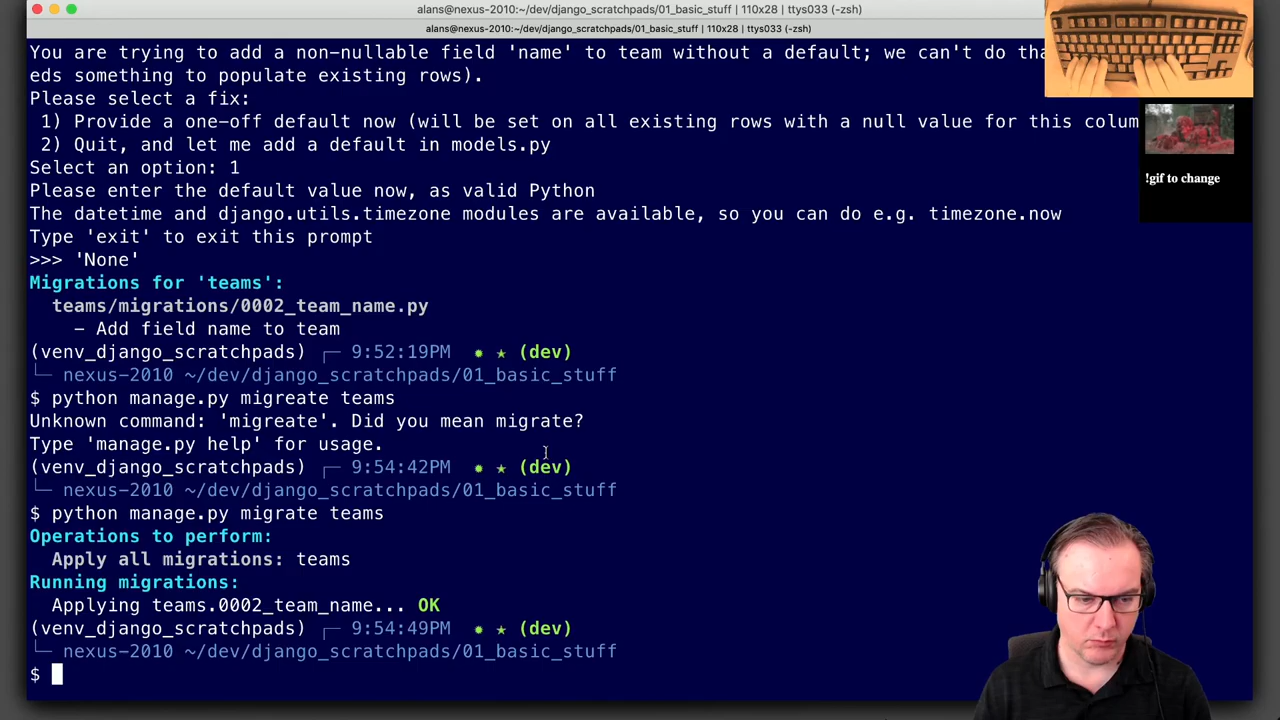 alans@nexus-2010:~/dev/django_scratchpads/01_basic_stuff | 110x28 | ttys033 (-zsh)
alans@nexus-2010:~/dev/django_scratchpads/01_basic_stuff | 110x28 | ttys033 (-zsh)
You are trying to add a non-nullable field 'name' to team without a default; we can't do tha
eds something to populate existing rows).
Please select a fix:
1) Provide a one-off default now (will be set on all existing rows with a null value for this colum
2) Quit, and let me add a default in models.py
Select an option: 1
Please enter the default value now, as valid Python
The datetime and django.utils.timezone modules are available, so you can do e.g. timezone.now
Type 'exit' to exit this prompt
>>> 'None'
Migrations for 'teams':
teams/migrations/0002_team_name.py
- Add field name to team
(venv_django_scratchpads) ┌─ 9:52:19PM ✹ ★ (dev)
└─ nexus-2010 ~/dev/django_scratchpads/01_basic_stuff
$ python manage.py migreate teams
Unknown command: 'migreate'. Did you mean migrate?
Type 'manage.py help' for usage.
(venv_django_scratchpads) ┌─ 9:54:42PM ✹ ★ (dev)
└─ nexus-2010 ~/dev/django_scratchpads/01_basic_stuff
$ python manage.py migrate teams
Operations to perform:
Apply all migrations: teams
Running migrations:
Applying teams.0002_team_name... OK
(venv_django_scratchpads) ┌─ 9:54:49PM ✹ ★ (dev)
└─ nexus-2010 ~/dev/django_scratchpads/01_basic_stuff
$
!gif to change